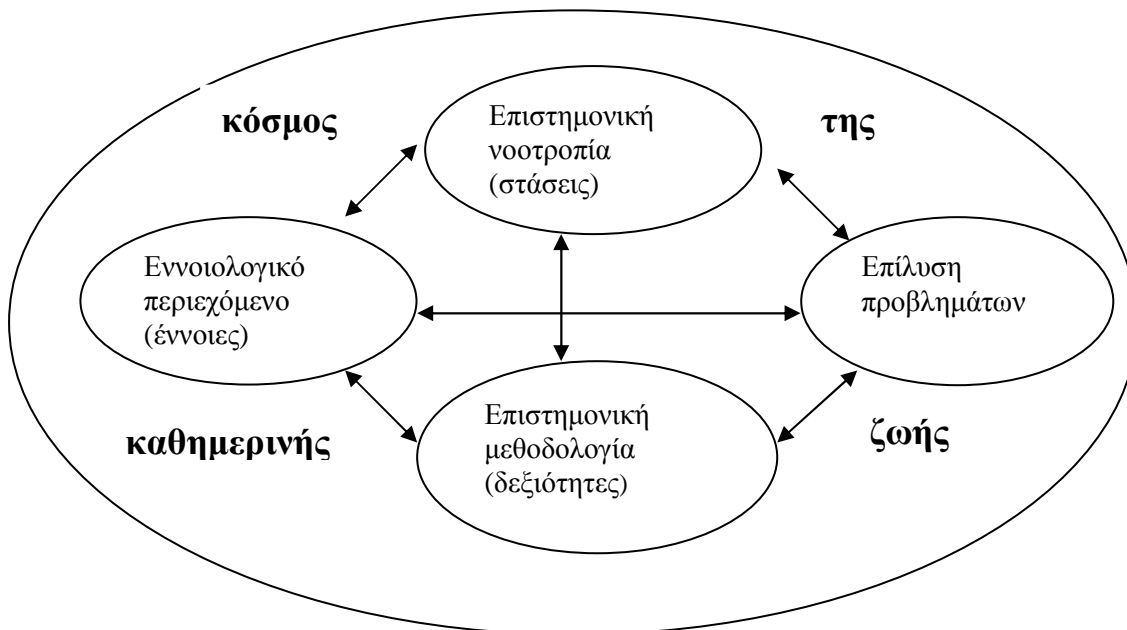 κόσμος
της
Επιστημονική
νοοτροπία
(στάσεις)
Εννοιολογικό
περιεχόμενο
(έννοιες)
Επίλυση
προβλημάτων
Επιστημονική
μεθοδολογία
(δεξιότητες)
καθημερινής
ζωής